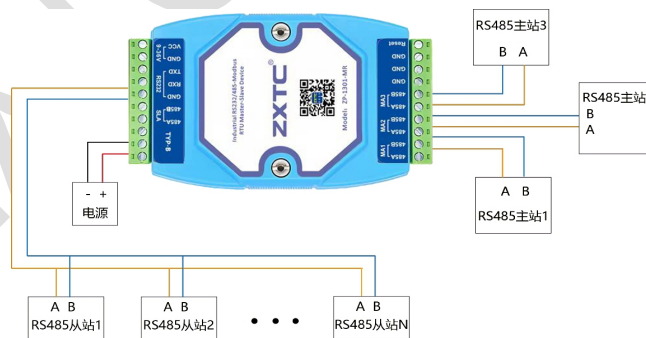 VCC
9-36V
GND
TXD
RXD
RS232
GND
485B
485A
SLA
TYP-B
Industrial RS232/485-Modbus
RTU Master-Slave Device
ZXTC
Model: ZP-1301-MR
Reset
GND
GND
GND
485B
485A
MA3
485B
485A
MA2
485B
485A
MA1
RS485主站3
B A
RS485主站
B
A
A B
RS485主站1
- +
电源
A B
RS485从站1
A B
RS485从站2
• • •
A B
RS485从站N